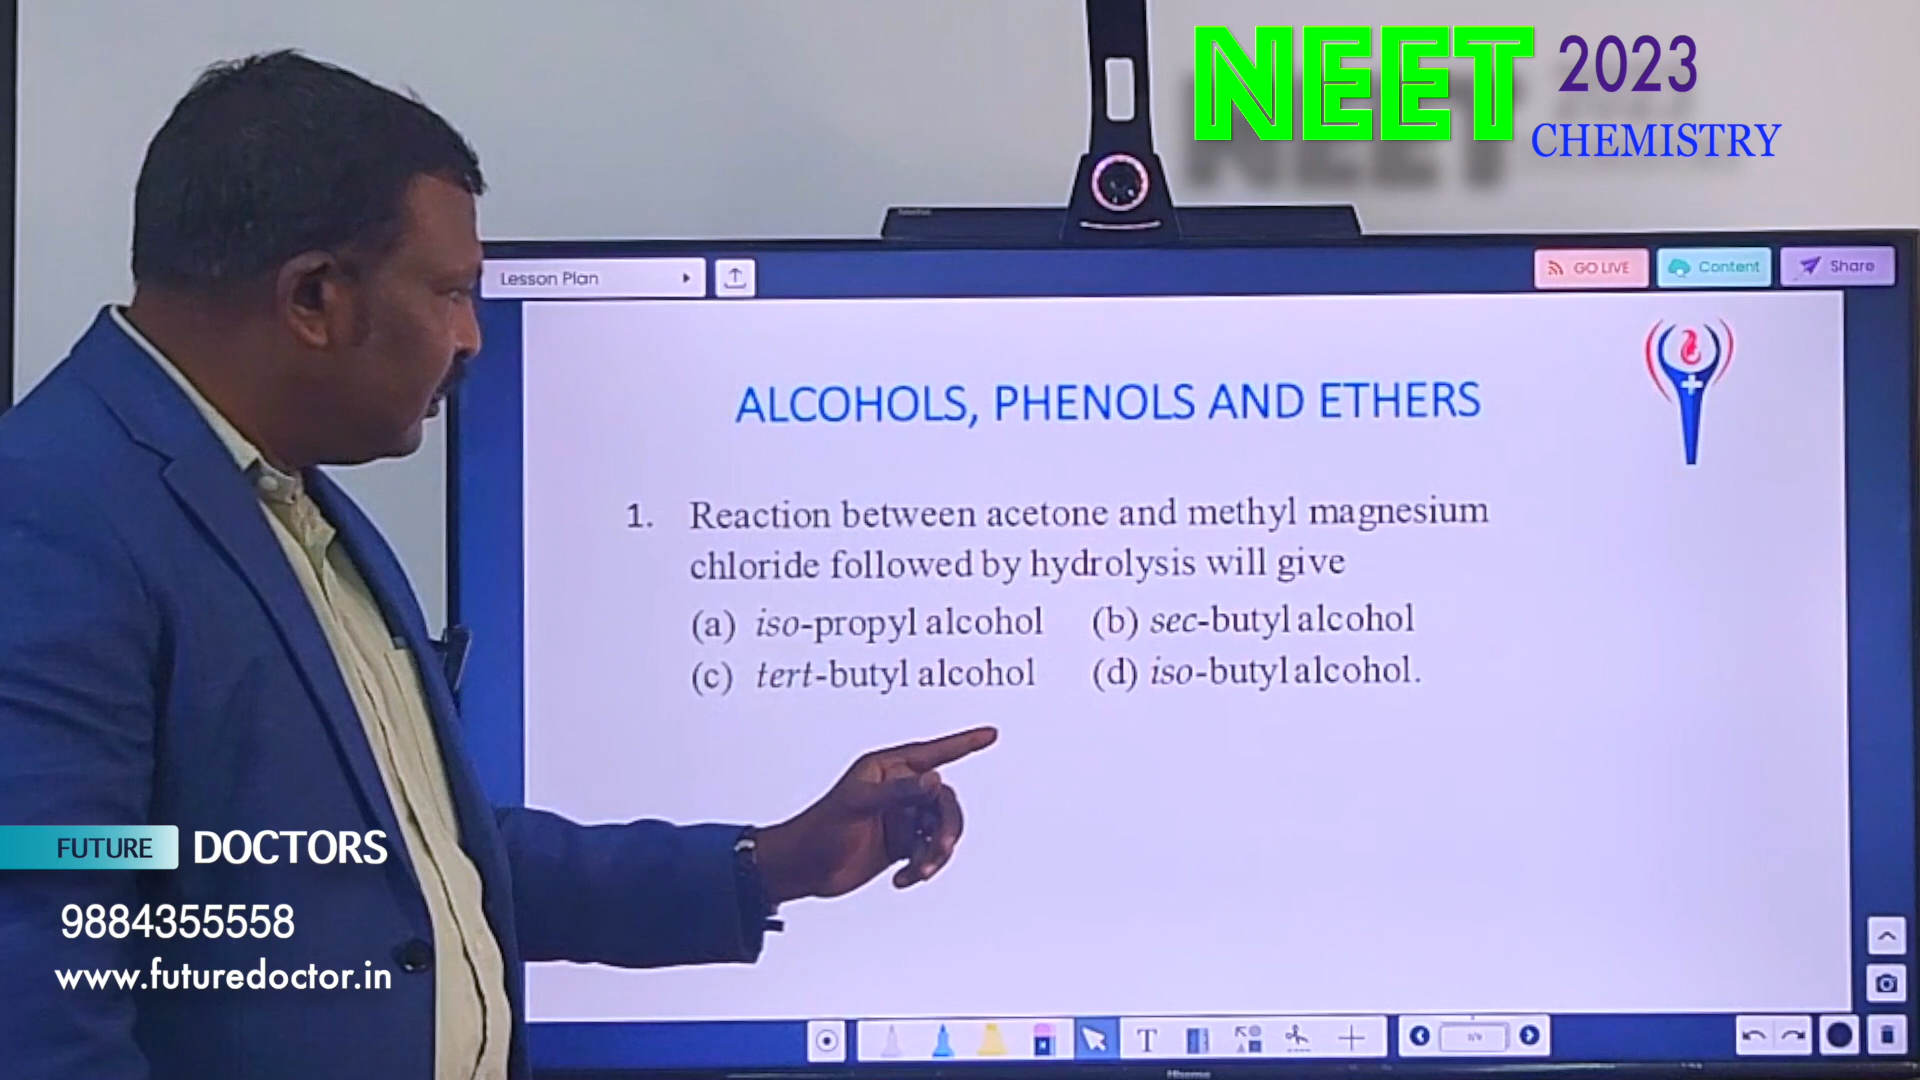 NEET 2023
CHEMISTRY
Lesson Plan
GO LIVE
Content
Share
ALCOHOLS, PHENOLS AND ETHERS
1. Reaction between acetone and methyl magnesium
chloride followed by hydrolysis will give
(a) iso-propyl alcohol (b) sec-butyl alcohol
(c) tert-butyl alcohol (d) iso-butyl alcohol.
FUTURE DOCTORS
9884355558
www.futuredoctor.in
T
Hisense